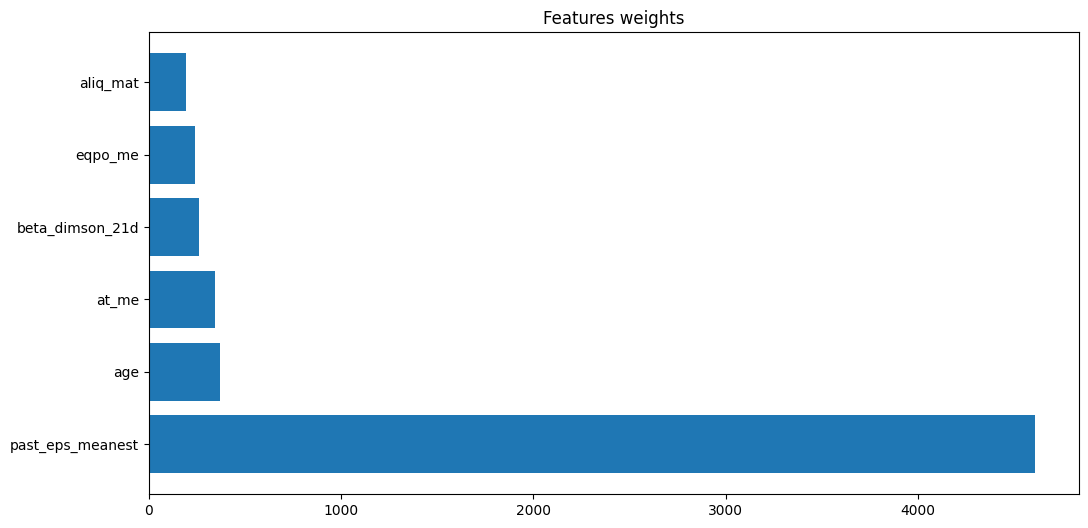 Features weights
aliq_mat
eqpo_me
beta_dimson_21d
at_me
age
past_eps_meanest
0 1000 2000 3000 4000